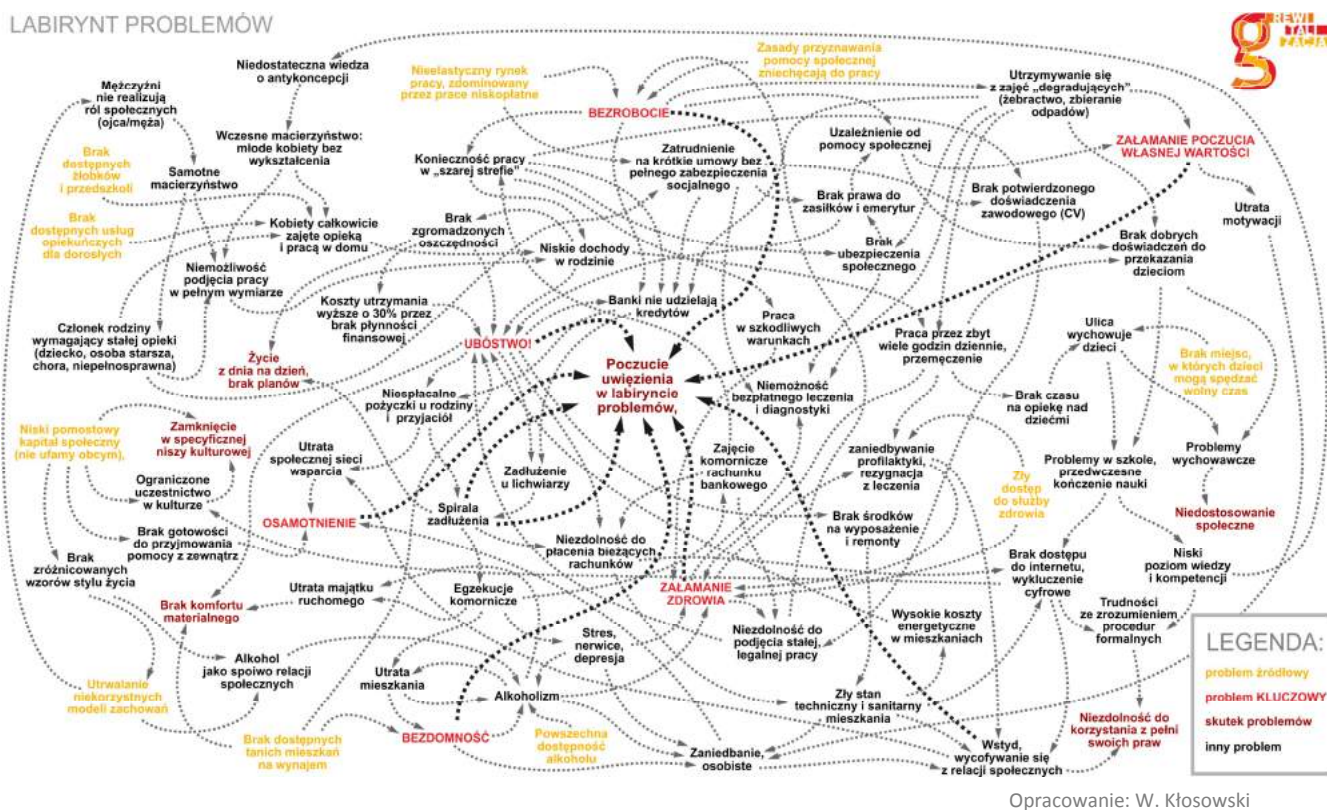 LABIRYNT PROBLEMÓW
REWI
TALI
ZACJA
Niedostateczna wiedza
o antykoncepcji
Mężczyźni
nie realizują
ról społecznych
(ojca/męża)
Nieelastyczny rynek
pracy, zdominowany
przez prace niskopłatne
Zasady przyznawania
pomocy społecznej
zniechęcają do pracy
Utrzymywanie się
z zajęć „degradujących”
(żebractwo, zbieranie
odpadów)
BEZROBOCIE
Wczesne macierzyństwo:
młode kobiety bez
wykształcenia
Uzależnienie od
pomocy społecznej
ZAŁAMANIE POCZUCIA
WŁASNEJ WARTOŚCI
Brak
dostępnych
żłobków
i przedszkoli
Samotne
macierzyństwo
Konieczność pracy
w „szarej strefie”
Zatrudnienie
na krótkie umowy bez
pełnego zabezpieczenia
socjalnego
Brak prawa do
zasiłków i emerytur
Brak potwierdzonego
doświadczenia
zawodowego (CV)
Utrata
motywacji
Brak
dostępnych usług
opiekuńczych
dla dorosłych
Kobiety całkowicie
zajęte opieką
i pracą w domu
Brak
zgromadzonych
oszczędności
Niskie dochody
w rodzinie
Brak
ubezpieczenia
społecznego
Brak dobrych
doświadczeń do
przekazania
dzieciom
Niemożliwość
podjęcia pracy
w pełnym wymiarze
Koszty utrzymania
wyższe o 30% przez
brak płynności
finansowej
Banki nie udzielają
kredytów
Praca
w szkodliwych
warunkach
Praca przez zbyt
wiele godzin dziennie,
przemęczenie
Ulica
wychowuje
dzieci
Członek rodziny
wymagający stałej opieki
(dziecko, osoba starsza,
chora, niepełnosprawna)
Życie
z dnia na dzień,
brak planów
UBÓSTWO!
Poczucie
uwięzienia
w labiryncie
problemów,
Niemożność
bezpłatnego leczenia
i diagnostyki
Brak czasu
na opiekę nad
dziećmi
Brak miejsc,
w których dzieci
mogą spędzać
wolny czas
Niespłacalne
pożyczki u rodziny
i przyjaciół
Niski pomostowy
kapitał społeczny
(nie ufamy obcym),
Zamknięcie
w specyficznej
niszy kulturowej
Utrata
społecznej sieci
wsparcia
Zadłużenie
u lichwiarzy
Zajęcie
komornicze
rachunku
bankowego
zaniedbywanie
profilaktyki,
rezygnacja
z leczenia
Zły
dostęp
do służby
zdrowia
Problemy w szkole,
przedwczesne
kończenie nauki
Problemy
wychowawcze
Ograniczone
uczestnictwo
w kulturze
OSAMOTNIENIE
Spirala
zadłużenia
Brak środków
na wyposażenie
i remonty
Niedostosowanie
społeczne
Brak gotowości
do przyjmowania
pomocy z zewnątrz
Niezdolność do
płacenia bieżących
rachunków
Brak dostępu
do internetu,
wykluczenie
cyfrowe
Niski
poziom wiedzy
i kompetencji
Brak
zróżnicowanych
wzorów stylu życia
Utrata majątku
ruchomego
Egzekucje
komornicze
ZAŁAMANIE
ZDROWIA
Brak komfortu
materialnego
Wysokie koszty
energetyczne
w mieszkaniach
Trudności
ze zrozumieniem
procedur
formalnych
Stres,
nerwice,
depresja
Niezdolność do
podjęcia stałej,
legalnej pracy
Alkohol
jako spoiwo relacji
społecznych
Utrata
mieszkania
Alkoholizm
Zły stan
techniczny i sanitarny
mieszkania
Utrwalanie
niekorzystnych
modeli zachowań
Brak dostępnych
tanich mieszkań
na wynajem
BEZDOMNOŚĆ
Powszechna
dostępność
alkoholu
Zaniedbanie,
osobiste
Wstyd,
wycofywanie się
z relacji społecznych
Niezdolność do
korzystania z pełni
swoich praw
LEGENDA:
problem źródłowy
problem KLUCZOWY
skutek problemów
inny problem
Opracowanie: W. Kłosowski